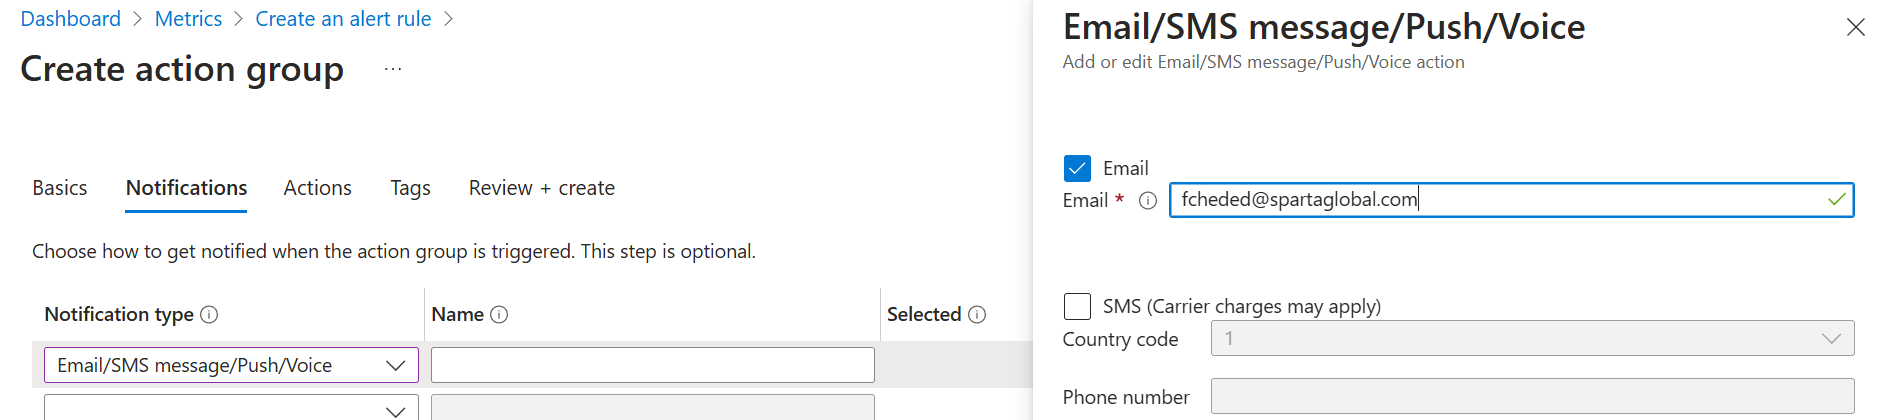 Dashboard > Metrics > Create an alert rule >
Create action group ...
Basics Notifications Actions Tags Review + create
Choose how to get notified when the action group is triggered. This step is optional.
Notification type Name Selected
Email/SMS message/Push/Voice
Email/SMS message/Push/Voice
Add or edit Email/SMS message/Push/Voice action
Email
Email * fcheded@spartaglobal.com
SMS (Carrier charges may apply)
Country code 1
Phone number